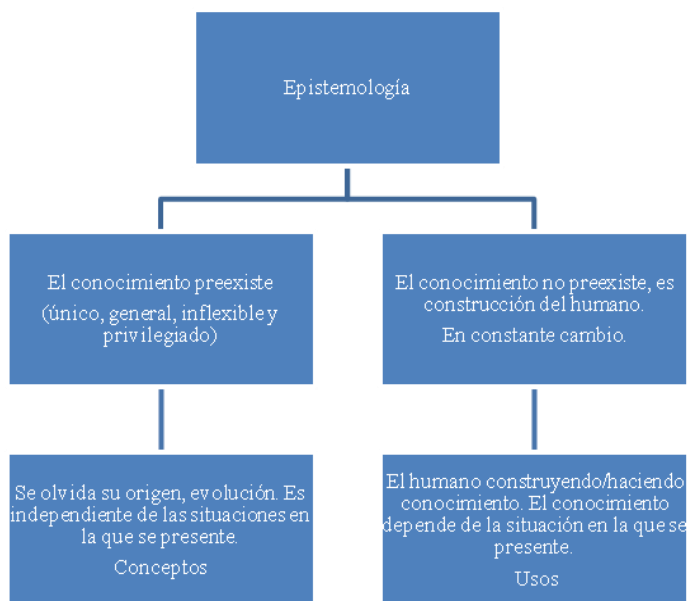 Epistemología
El conocimiento preexiste
(único, general, inflexible y
privilegiado)
El conocimiento no preexiste, es
construcción del humano.
En constante cambio.
Se olvida su origen, evolución. Es
independiente de las situaciones en
la que se presente.
Conceptos
El humano construyendo/haciendo
conocimiento. El conocimiento
depende de la situación en la que se
presente.
Usos